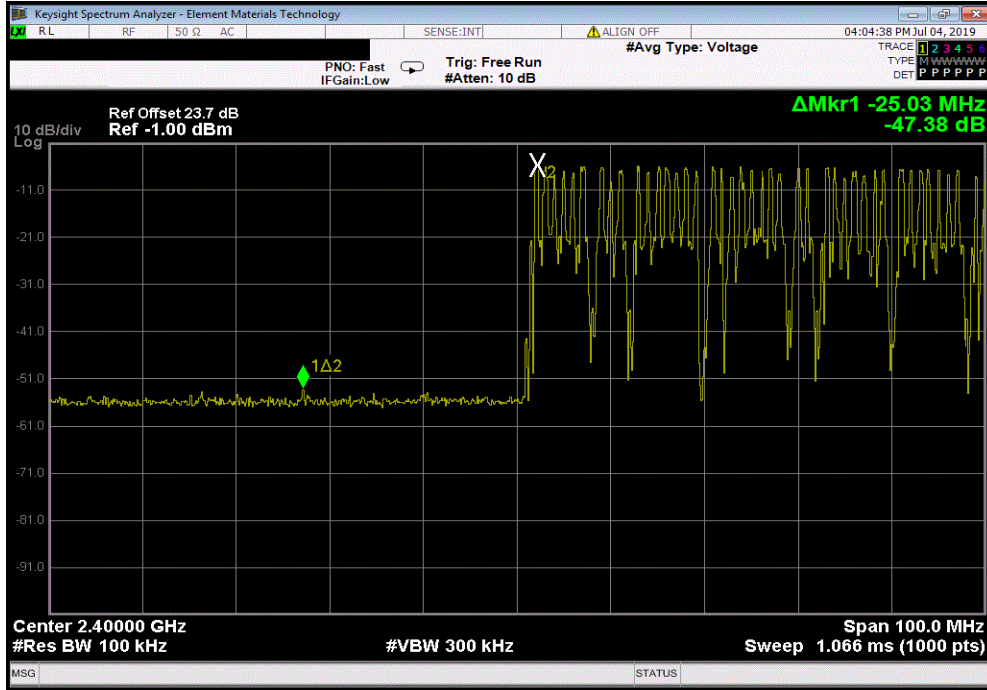 Keysight Spectrum Analyzer - Element Materials Technology
LXI RL RF 50 Ω AC SENSE:INT ALIGN OFF 04:04:38 PM Jul 04, 2019
#Avg Type: Voltage TRACE 1 2 3 4 5 6
PNO: Fast Trig: Free Run TYPE M WWWWW
IFGain:Low #Atten: 10 dB DET P P P P P P
ΔMkr1 -25.03 MHz
-47.38 dB
Ref Offset 23.7 dB
10 dB/div Ref -1.00 dBm
Log
X2
-11.0
-21.0
-31.0
-41.0
1Δ2
-51.0
-61.0
-71.0
-81.0
-91.0
Center 2.40000 GHz Span 100.0 MHz
#Res BW 100 kHz #VBW 300 kHz Sweep 1.066 ms (1000 pts)
MSG STATUS